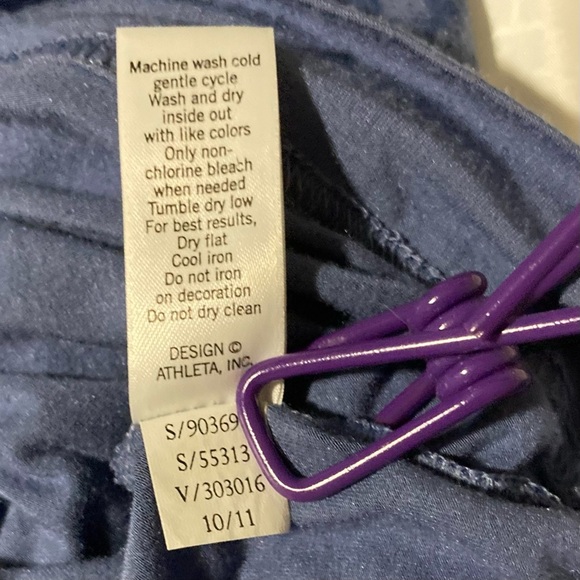 Machine wash cold
gentle cycle
Wash and dry
inside out
with like colors
Only non-
chlorine bleach
when needed
Tumble dry low
For best results,
Dry flat
Cool iron
Do not iron
on decoration
Do not dry clean
DESIGN ©
ATHLETA, INC.
S/90369
S/55313
V/303016
10/11